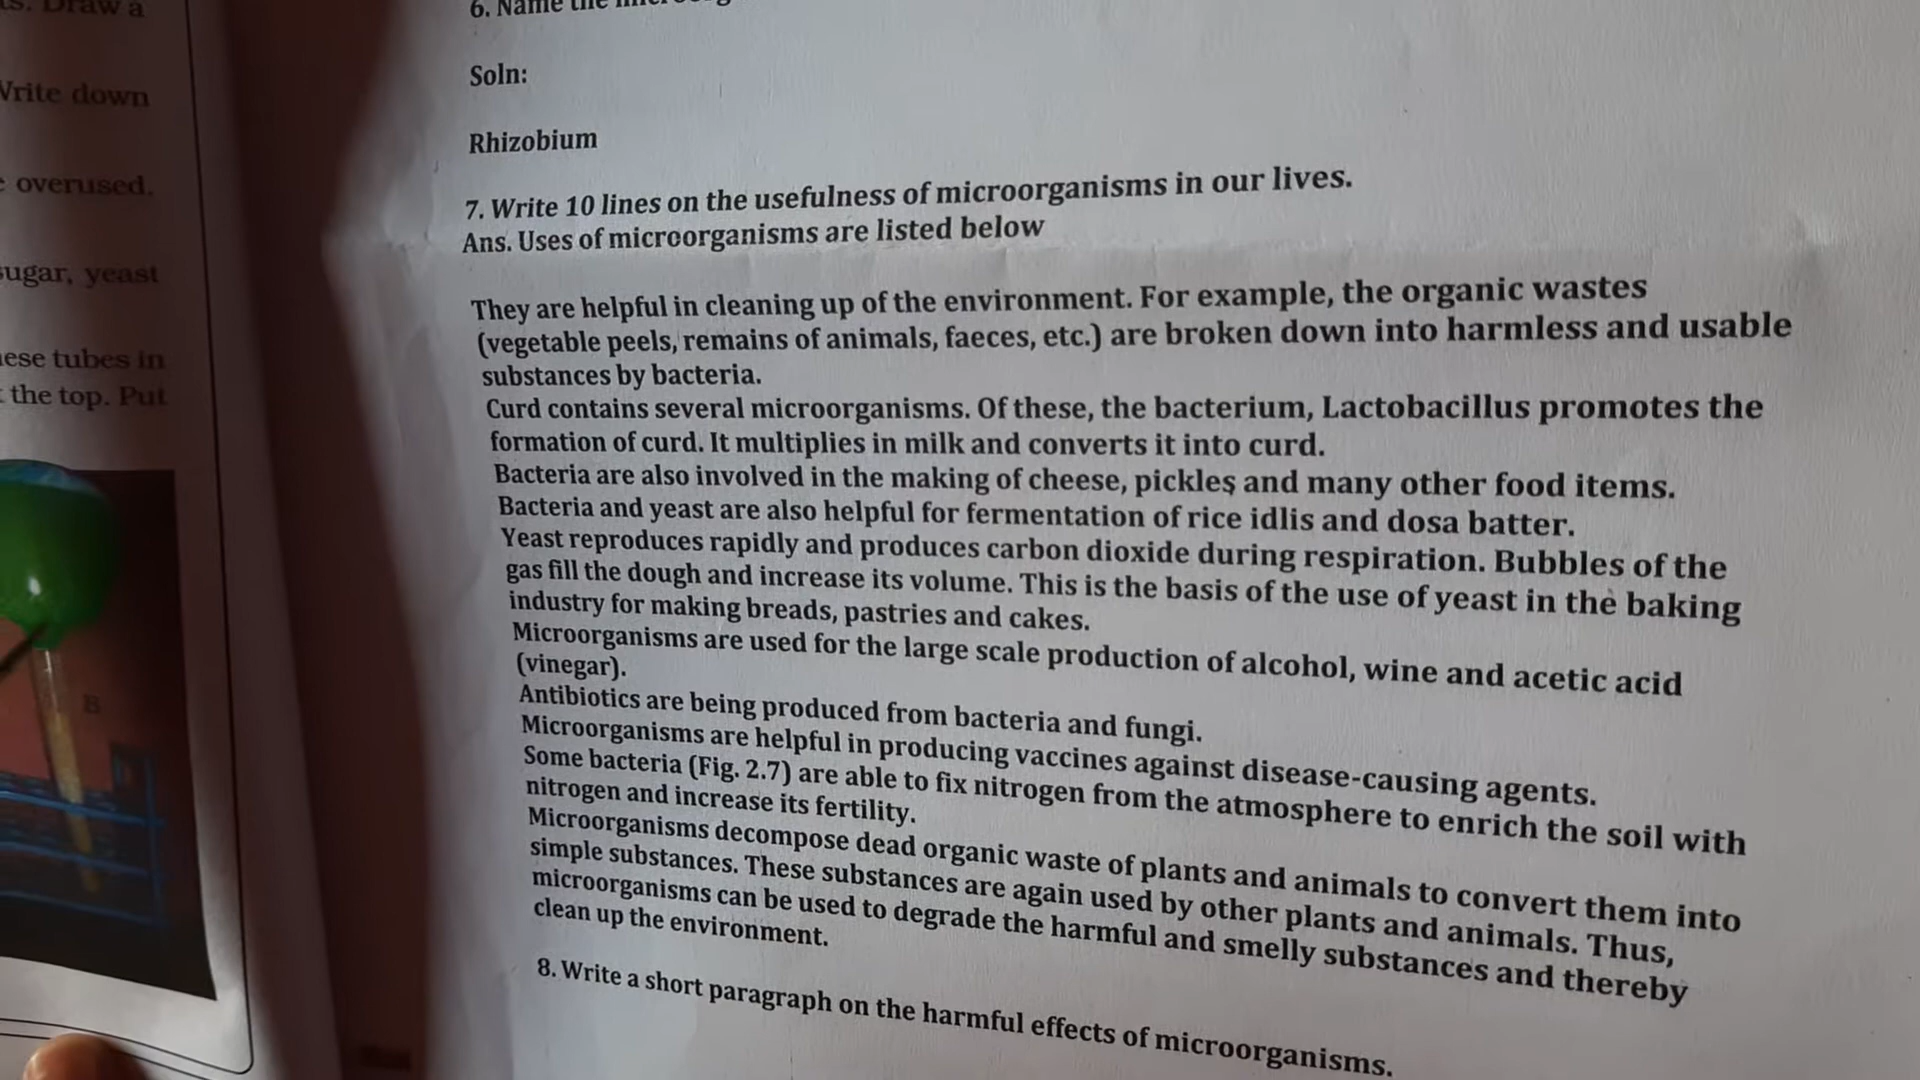 ts. Draw a
Write down
overused.
sugar, yeast
these tubes in
the top. Put
B
6. Name the
Soln:
Rhizobium
7. Write 10 lines on the usefulness of microorganisms in our lives.
Ans. Uses of microorganisms are listed below
They are helpful in cleaning up of the environment. For example, the organic wastes
(vegetable peels, remains of animals, faeces, etc.) are broken down into harmless and usable
substances by bacteria.
Curd contains several microorganisms. Of these, the bacterium, Lactobacillus promotes the
formation of curd. It multiplies in milk and converts it into curd.
Bacteria are also involved in the making of cheese, pickles and many other food items.
Bacteria and yeast are also helpful for fermentation of rice idlis and dosa batter.
Yeast reproduces rapidly and produces carbon dioxide during respiration. Bubbles of the
gas fill the dough and increase its volume. This is the basis of the use of yeast in the baking
industry for making breads, pastries and cakes.
Microorganisms are used for the large scale production of alcohol, wine and acetic acid
(vinegar).
Antibiotics are being produced from bacteria and fungi.
Microorganisms are helpful in producing vaccines against disease-causing agents.
Some bacteria (Fig. 2.7) are able to fix nitrogen from the atmosphere to enrich the soil with
nitrogen and increase its fertility.
Microorganisms decompose dead organic waste of plants and animals to convert them into
simple substances. These substances are again used by other plants and animals. Thus,
microorganisms can be used to degrade the harmful and smelly substances and thereby
clean up the environment.
8. Write a short paragraph on the harmful effects of microorganisms.